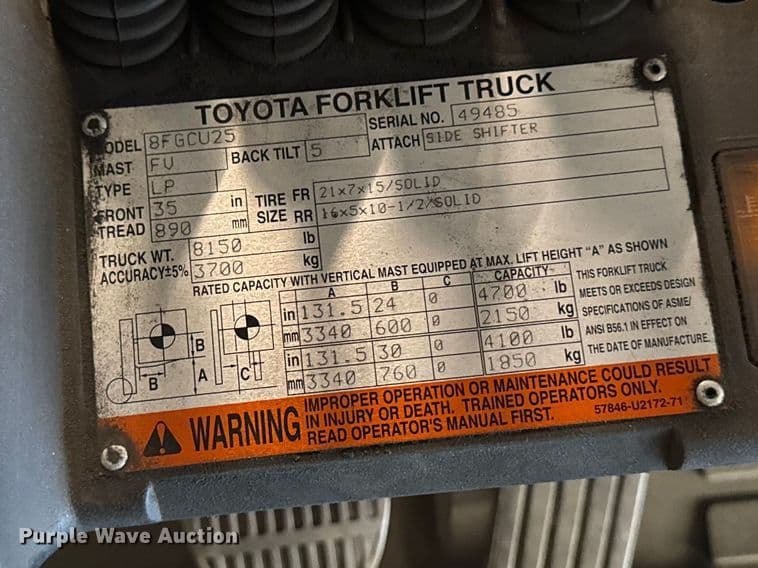 TOYOTA FORKLIFT TRUCK
MODEL 8FGCU25 SERIAL NO. 49485
MAST FV BACK TILT 5 ATTACH SIDE SHIFTER
TYPE LP
FRONT TREAD 35 in TIRE SIZE FR 21x7x15/SOLID
890 mm RR 16x5x10-1/2/SOLID
TRUCK WT. 8150 lb
ACCURACY±5% 3700 kg
RATED CAPACITY WITH VERTICAL MAST EQUIPPED AT MAX. LIFT HEIGHT "A" AS SHOWN
A B C CAPACITY
in 131.5 24 0 4700 lb
mm 3340 600 0 2150 kg
in 131.5 30 0 4100 lb
mm 3340 760 0 1850 kg
B
B
A
C
THIS FORKLIFT TRUCK
MEETS OR EXCEEDS DESIGN
SPECIFICATIONS OF ASME/
ANSI B56.1 IN EFFECT ON
THE DATE OF MANUFACTURE.
WARNING
IMPROPER OPERATION OR MAINTENANCE COULD RESULT
IN INJURY OR DEATH. TRAINED OPERATORS ONLY.
READ OPERATOR'S MANUAL FIRST.
57846-U2172-71
Purple Wave Auction